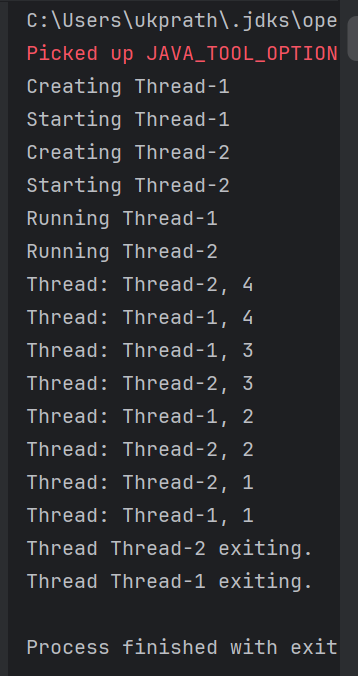 C:\Users\ukprath\.jdks\ope
Picked up JAVA_TOOL_OPTION
Creating Thread-1
Starting Thread-1
Creating Thread-2
Starting Thread-2
Running Thread-1
Running Thread-2
Thread: Thread-2, 4
Thread: Thread-1, 4
Thread: Thread-1, 3
Thread: Thread-2, 3
Thread: Thread-1, 2
Thread: Thread-2, 2
Thread: Thread-2, 1
Thread: Thread-1, 1
Thread Thread-2 exiting.
Thread Thread-1 exiting.
Process finished with exit